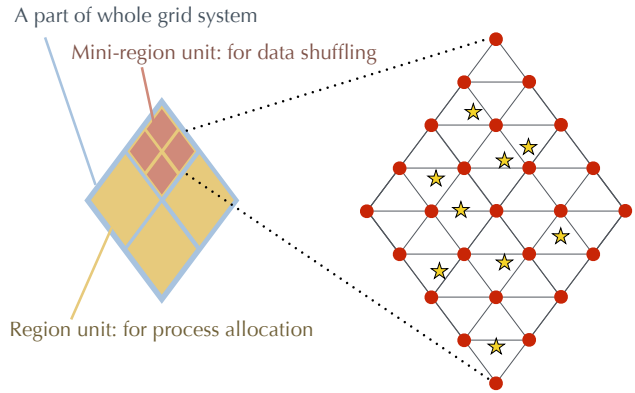 A part of whole grid system
Mini-region unit: for data shuffling
Region unit: for process allocation